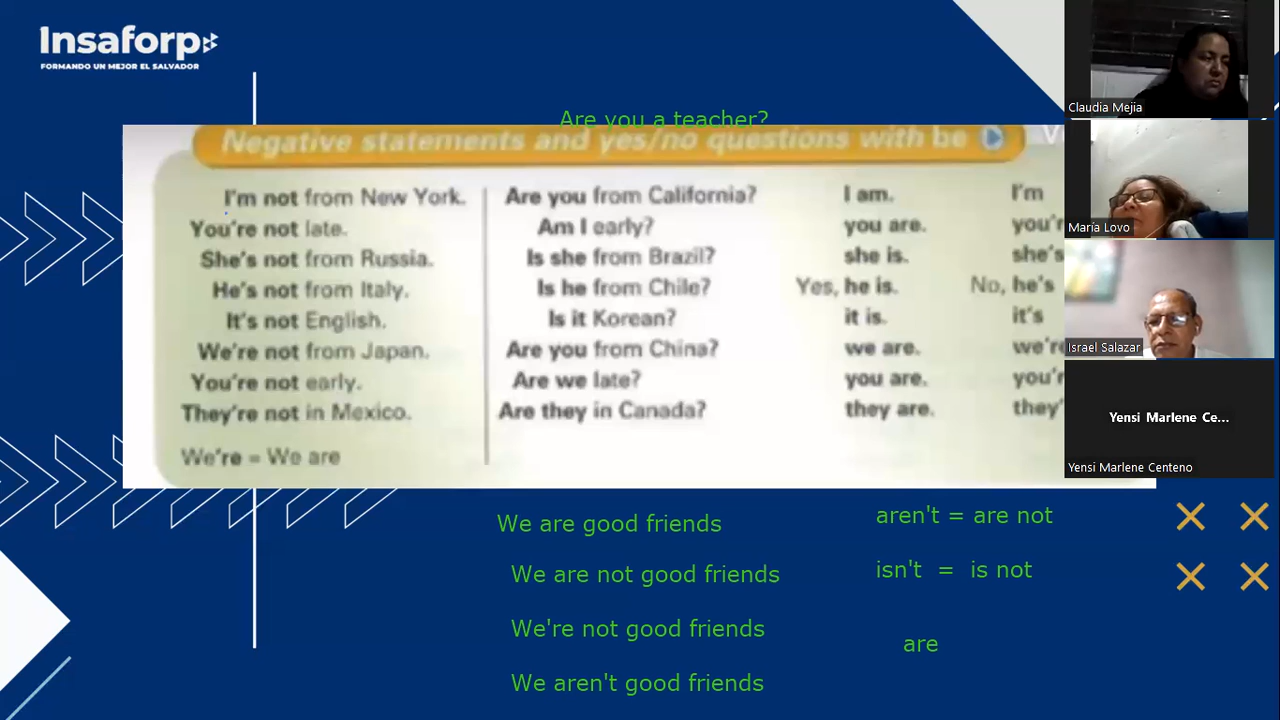 Insaforp
FORMANDO UN MEJOR EL SALVADOR
Are you a teacher?
Negative statements and yes/no questions with be
I'm not from New York.
You're not late.
She's not from Russia.
He's not from Italy.
It's not English.
We're not from Japan.
You're not early.
They're not in Mexico.
We're = We are
Are you from California?
Am I early?
Is she from Brazil?
Is he from Chile?
Is it Korean?
Are you from China?
Are we late?
Are they in Canada?
I am.
you are.
she is.
Yes, he is.
it is.
we are.
you are.
they are.
I'm
you'r
she's
No, he's
it's
we're
you'r
they'
We are good friends
We are not good friends
We're not good friends
We aren't good friends
aren't = are not
isn't = is not
are
Claudia Mejia
María Lovo
Israel Salazar
Yensi Marlene Ce...
Yensi Marlene Centeno